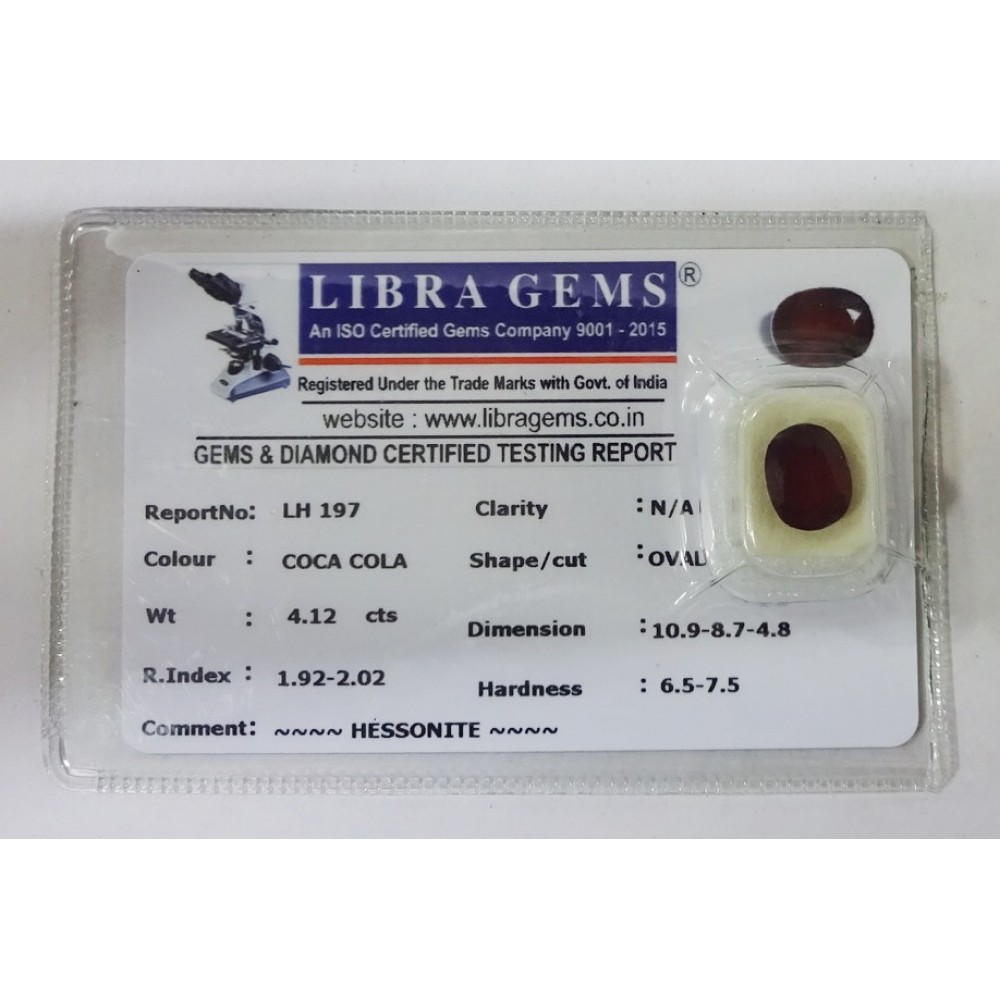 LIBRA GEMS ®
An ISO Certified Gems Company 9001 - 2015
Registered Under the Trade Marks with Govt. of India
website : www.libragems.co.in
GEMS & DIAMOND CERTIFIED TESTING REPORT
ReportNo: LH 197 Clarity : N/A
Colour : COCA COLA Shape/cut : OVAL
Wt : 4.12 cts Dimension : 10.9-8.7-4.8
R.Index : 1.92-2.02 Hardness : 6.5-7.5
Comment: ~~~~ HESSONITE ~~~~